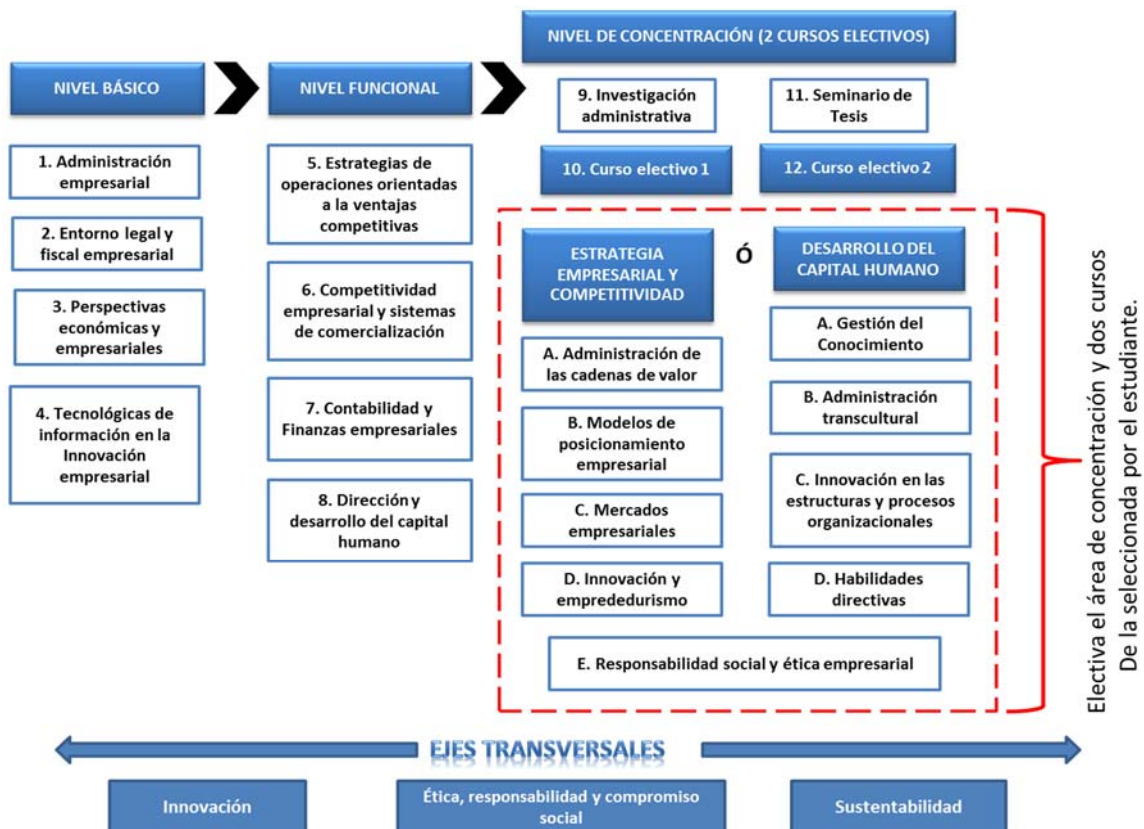 NIVEL BÁSICO
1. Administración
empresarial
2. Entorno legal y
fiscal empresarial
3. Perspectivas
económicas y
empresariales
4. Tecnológicas de
información en la
Innovación
empresarial
NIVEL FUNCIONAL
5. Estrategias de
operaciones orientadas
a la ventajas
competitivas
6. Competitividad
empresarial y sistemas
de comercialización
7. Contabilidad y
Finanzas empresariales
8. Dirección y
desarrollo del capital
humano
NIVEL DE CONCENTRACIÓN (2 CURSOS ELECTIVOS)
9. Investigación
administrativa
11. Seminario de
Tesis
10. Curso electivo 1
12. Curso electivo 2
ESTRATEGIA
EMPRESARIAL Y
COMPETITIVIDAD
Ó
DESARROLLO DEL
CAPITAL HUMANO
A. Administración de
las cadenas de valor
B. Modelos de
posicionamiento
empresarial
C. Mercados
empresariales
D. Innovación y
emprededurismo
A. Gestión del
Conocimiento
B. Administración
transcultural
C. Innovación en las
estructuras y procesos
organizacionales
D. Habilidades
directivas
E. Responsabilidad social y ética empresarial
Electiva el área de concentración y dos cursos
De la seleccionada por el estudiante.
EJES TRANSVERSALES
Innovación
Ética, responsabilidad y compromiso
social
Sustentabilidad